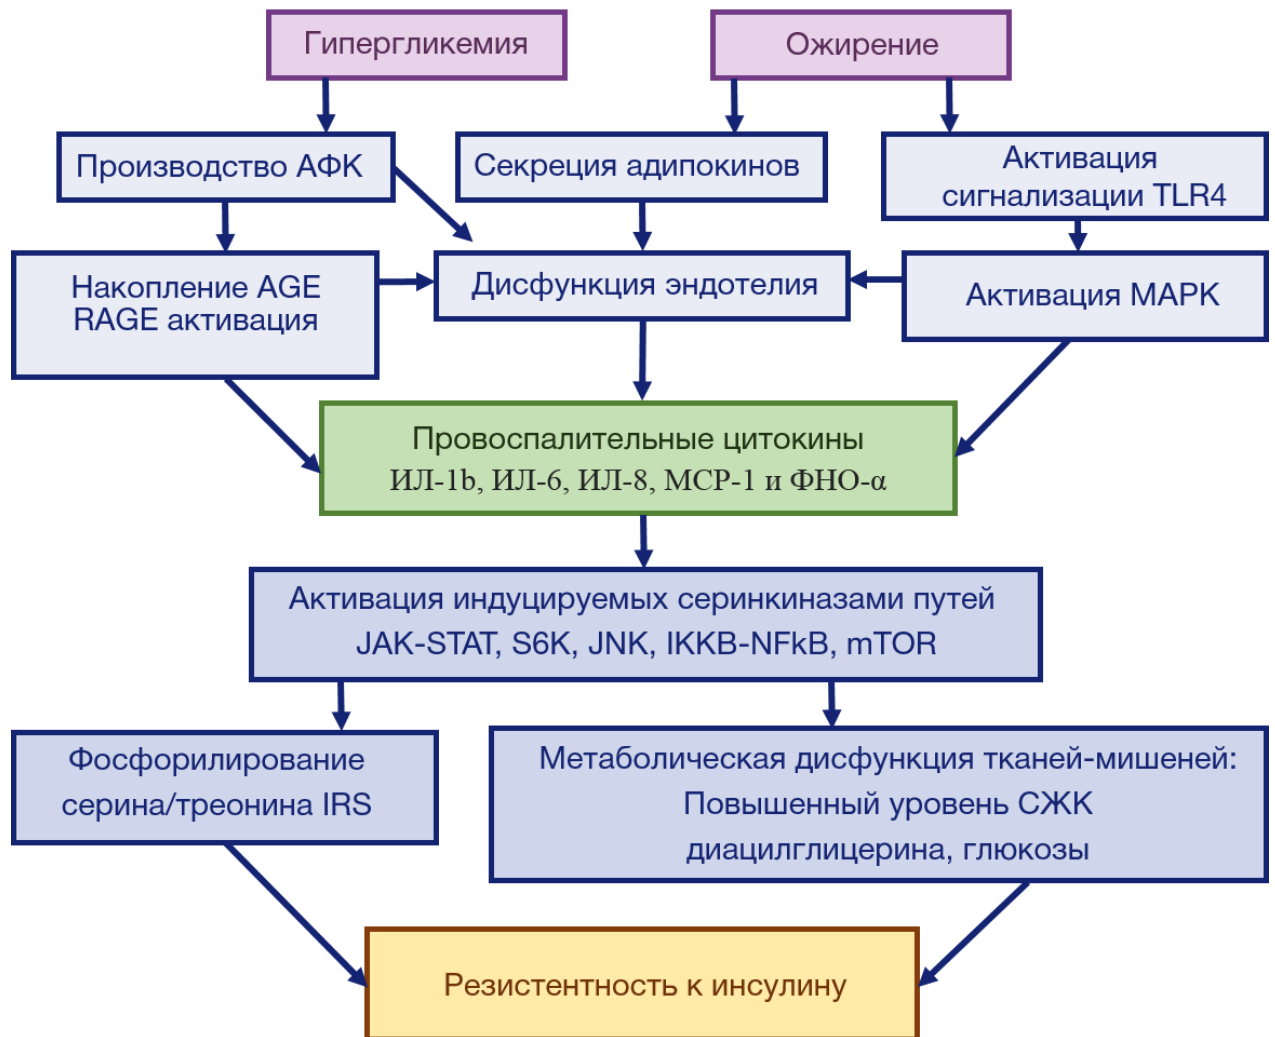 Гипергликемия
Ожирение
Производство АФК
Секреция адипокинов
Активация
сигнализации TLR4
Накопление AGE
RAGE активация
Дисфункция эндотелия
Активация МАРК
Провоспалительные цитокины
ИЛ-1b, ИЛ-6, ИЛ-8, МСР-1 и ФНО-α
Активация индуцируемых серинкиназами путей
JAK-STAT, S6K, JNK, IKKB-NFkB, mTOR
Фосфорилирование
серина/треонина IRS
Метаболическая дисфункция тканей-мишеней:
Повышенный уровень СЖК
диацилглицерина, глюкозы
Резистентность к инсулину